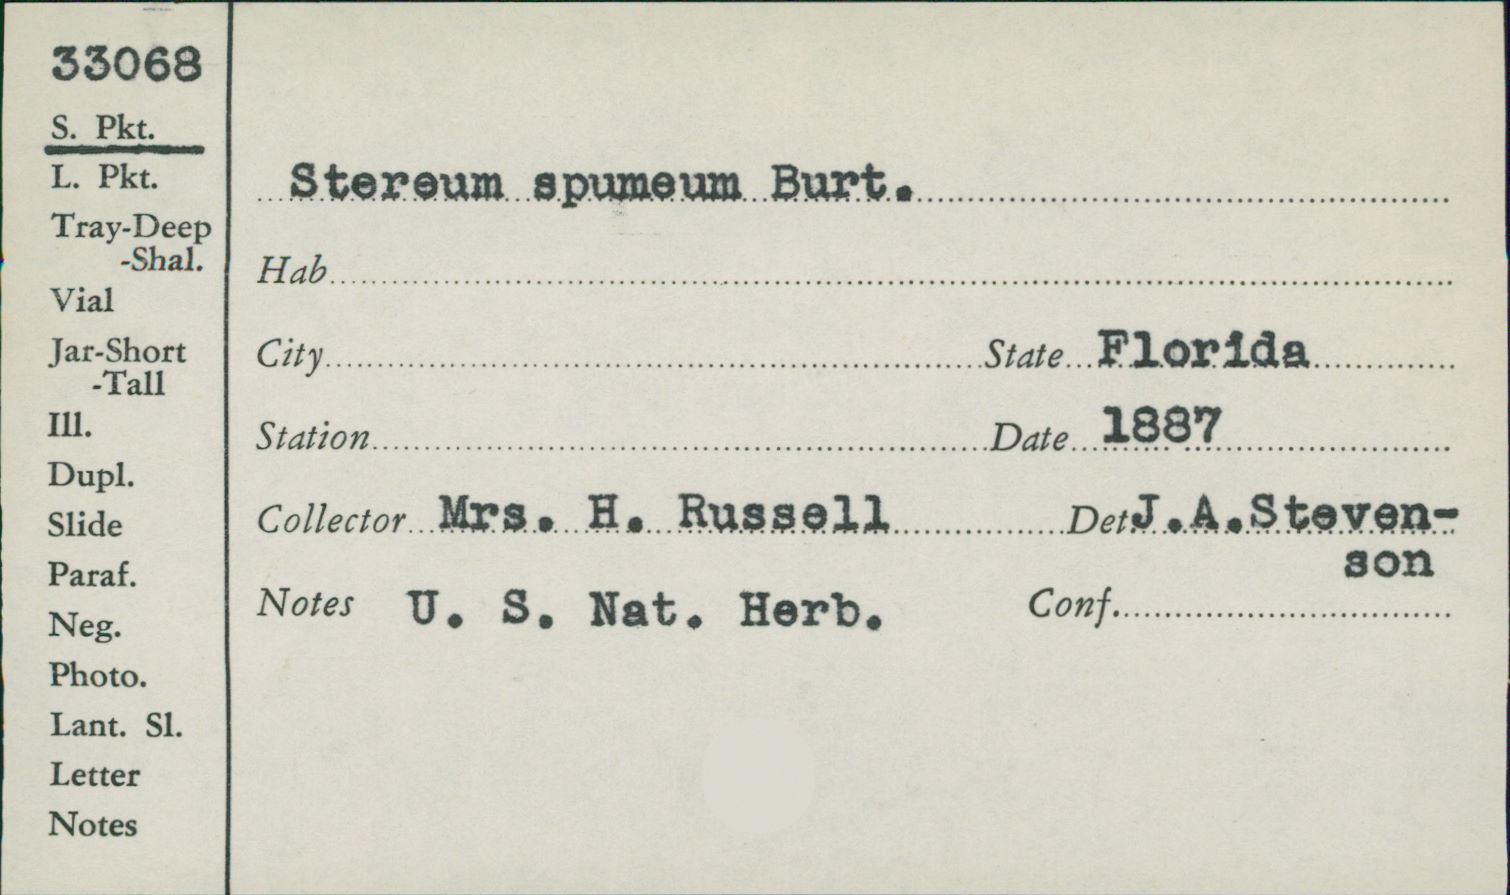 33068
S. Pkt.
L. Pkt.
Tray-Deep
-Shal.
Vial
Jar-Short
-Tall
Ill.
Dupl.
Slide
Paraf.
Neg.
Photo.
Lant. Sl.
Letter
Notes
Stereum spumeum Burt.
Hab
City State Florida
Station Date 1887
Collector Mrs. H. Russell Det J.A.Steven-
son
Notes U. S. Nat. Herb. Conf.